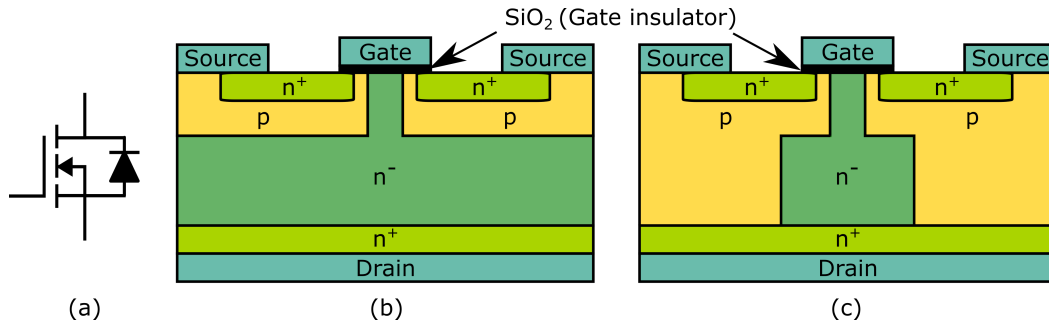 SiO₂ (Gate insulator)
Source Gate Source
n⁺ n⁺
p p
n⁻
n⁺
Drain
Source Gate Source
n⁺ n⁺
p p
n⁻
n⁺
Drain
(a) (b) (c)